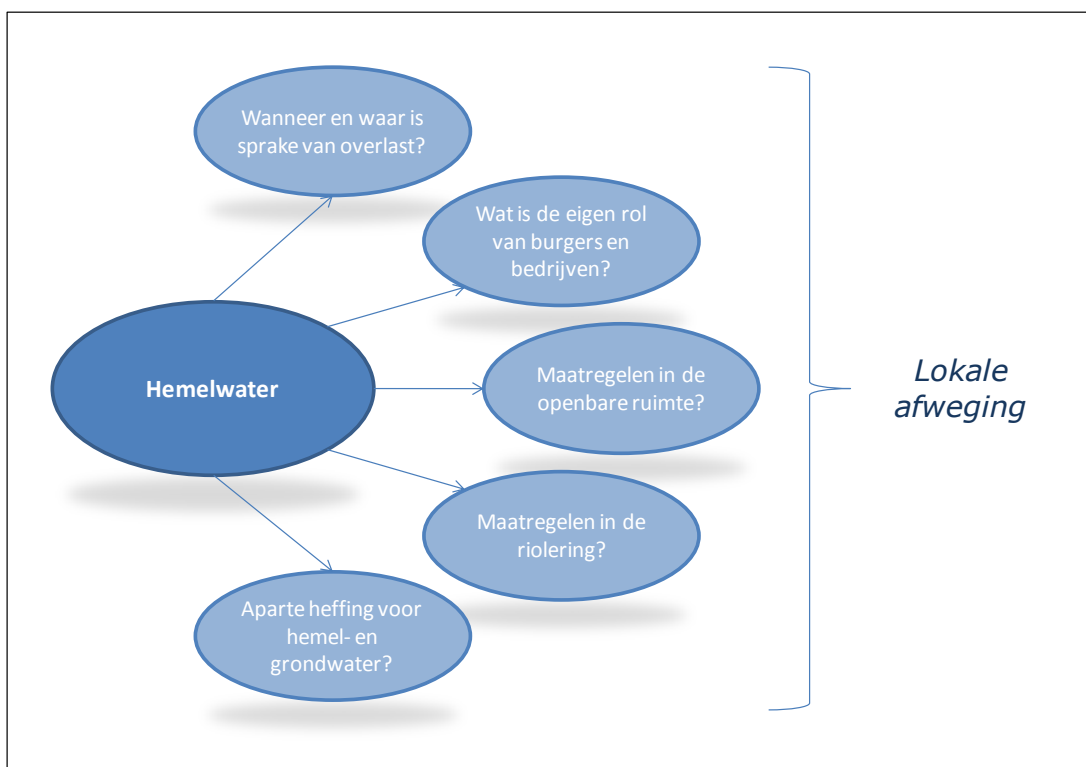 Wanneer en waar is
sprake van overlast?
Wat is de eigen rol
van burgers en
bedrijven?
Hemelwater
Maatregelen in de
openbare ruimte?
Lokale
afweging
Maatregelen in de
riolering?
Aparte heffing voor
hemel- en
grondwater?